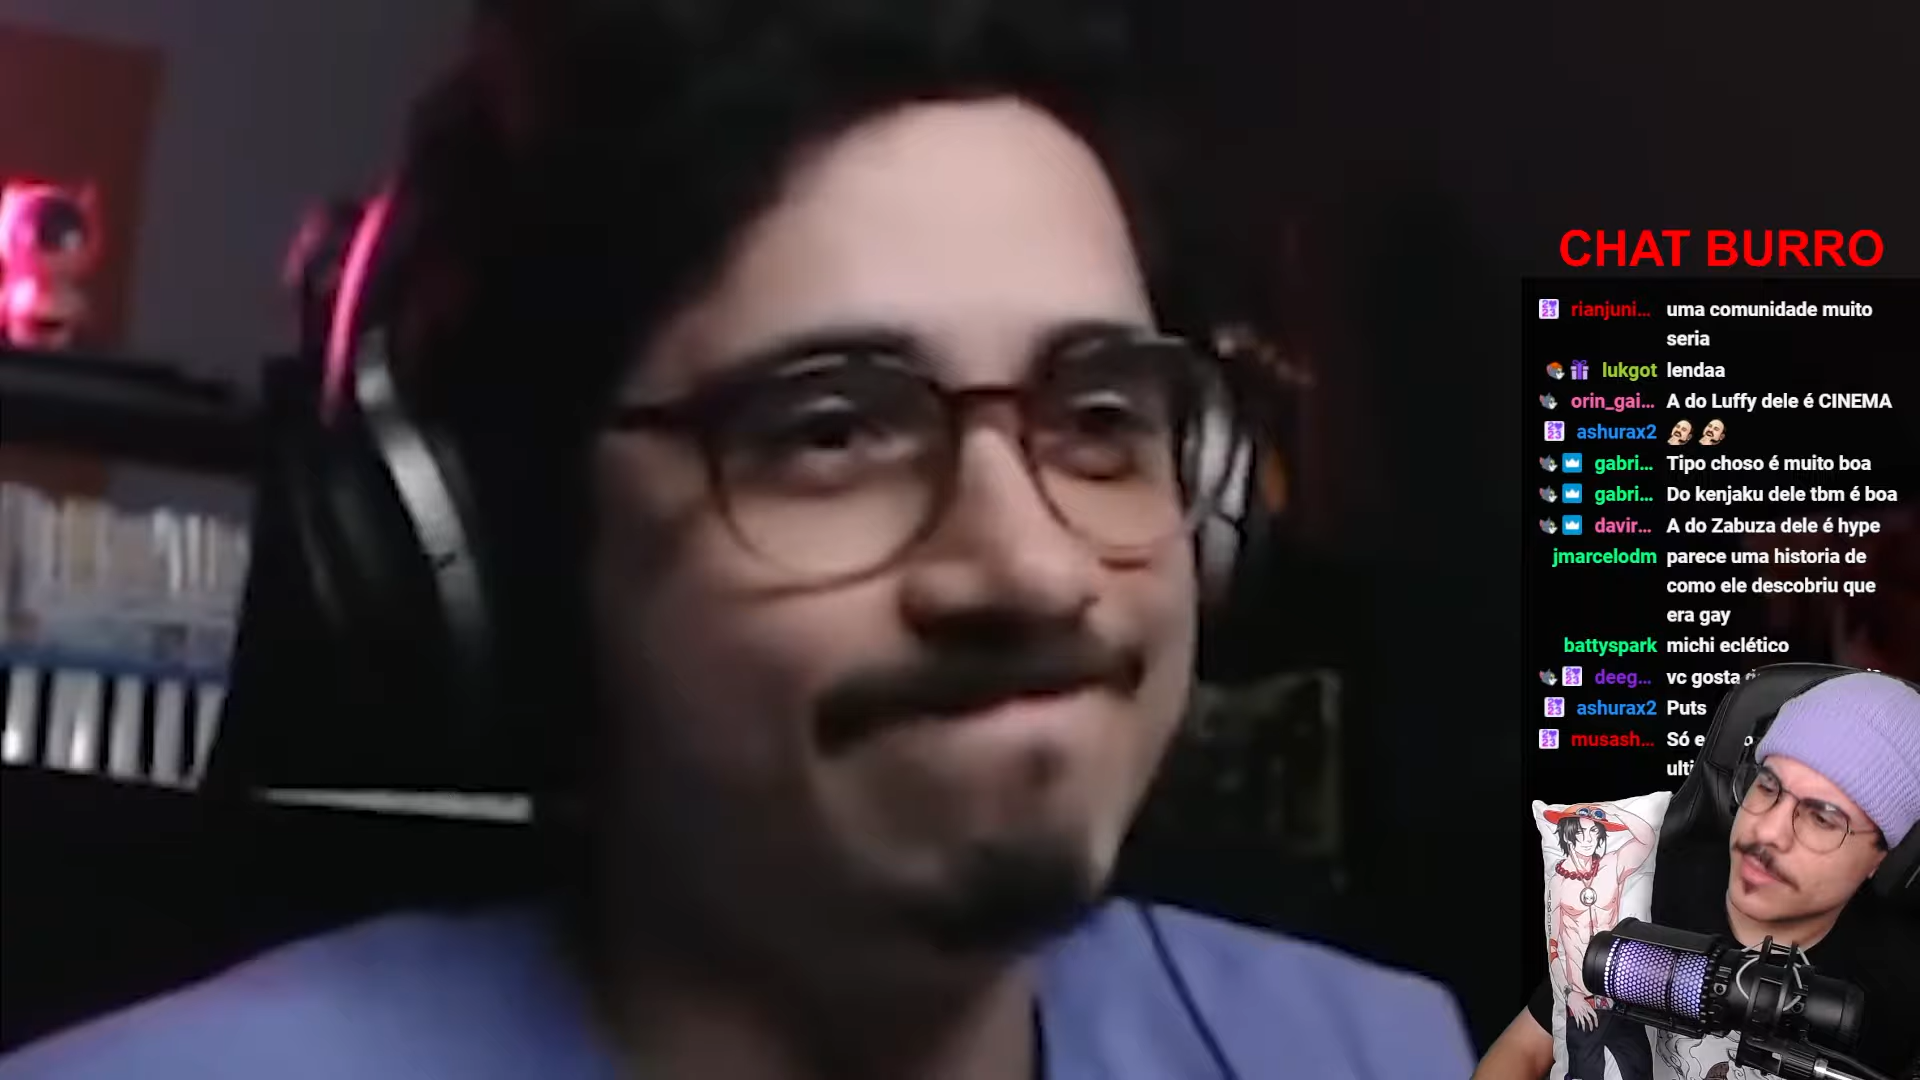 CHAT BURRO
rianjuni... uma comunidade muito
seria
lukgot lendaa
orin_gai... A do Luffy dele é CINEMA
ashurax2
gabri... Tipo choso é muito boa
gabri... Do kenjaku dele tbm é boa
davir... A do Zabuza dele é hype
jmarcelodm parece uma historia de
como ele descobriu que
era gay
battyspark michi eclético
deeg... vc gosta
ashurax2 Puts
musash... Só